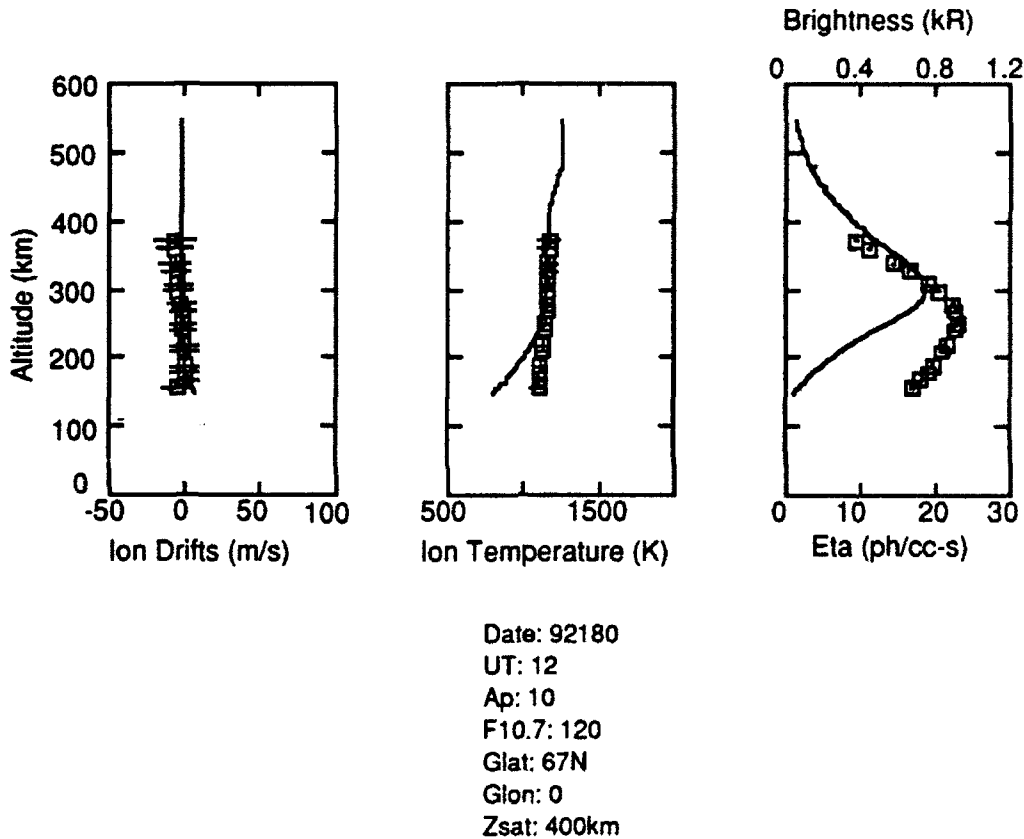 Brightness (kR)
0 0.4 0.8 1.2
600
500
400
300
200
100
0
Altitude (km)
-50 0 50 100
Ion Drifts (m/s)
500 1500
Ion Temperature (K)
0 10 20 30
Eta (ph/cc-s)
Date: 92180
UT: 12
Ap: 10
F10.7: 120
Glat: 67N
Glon: 0
Zsat: 400km